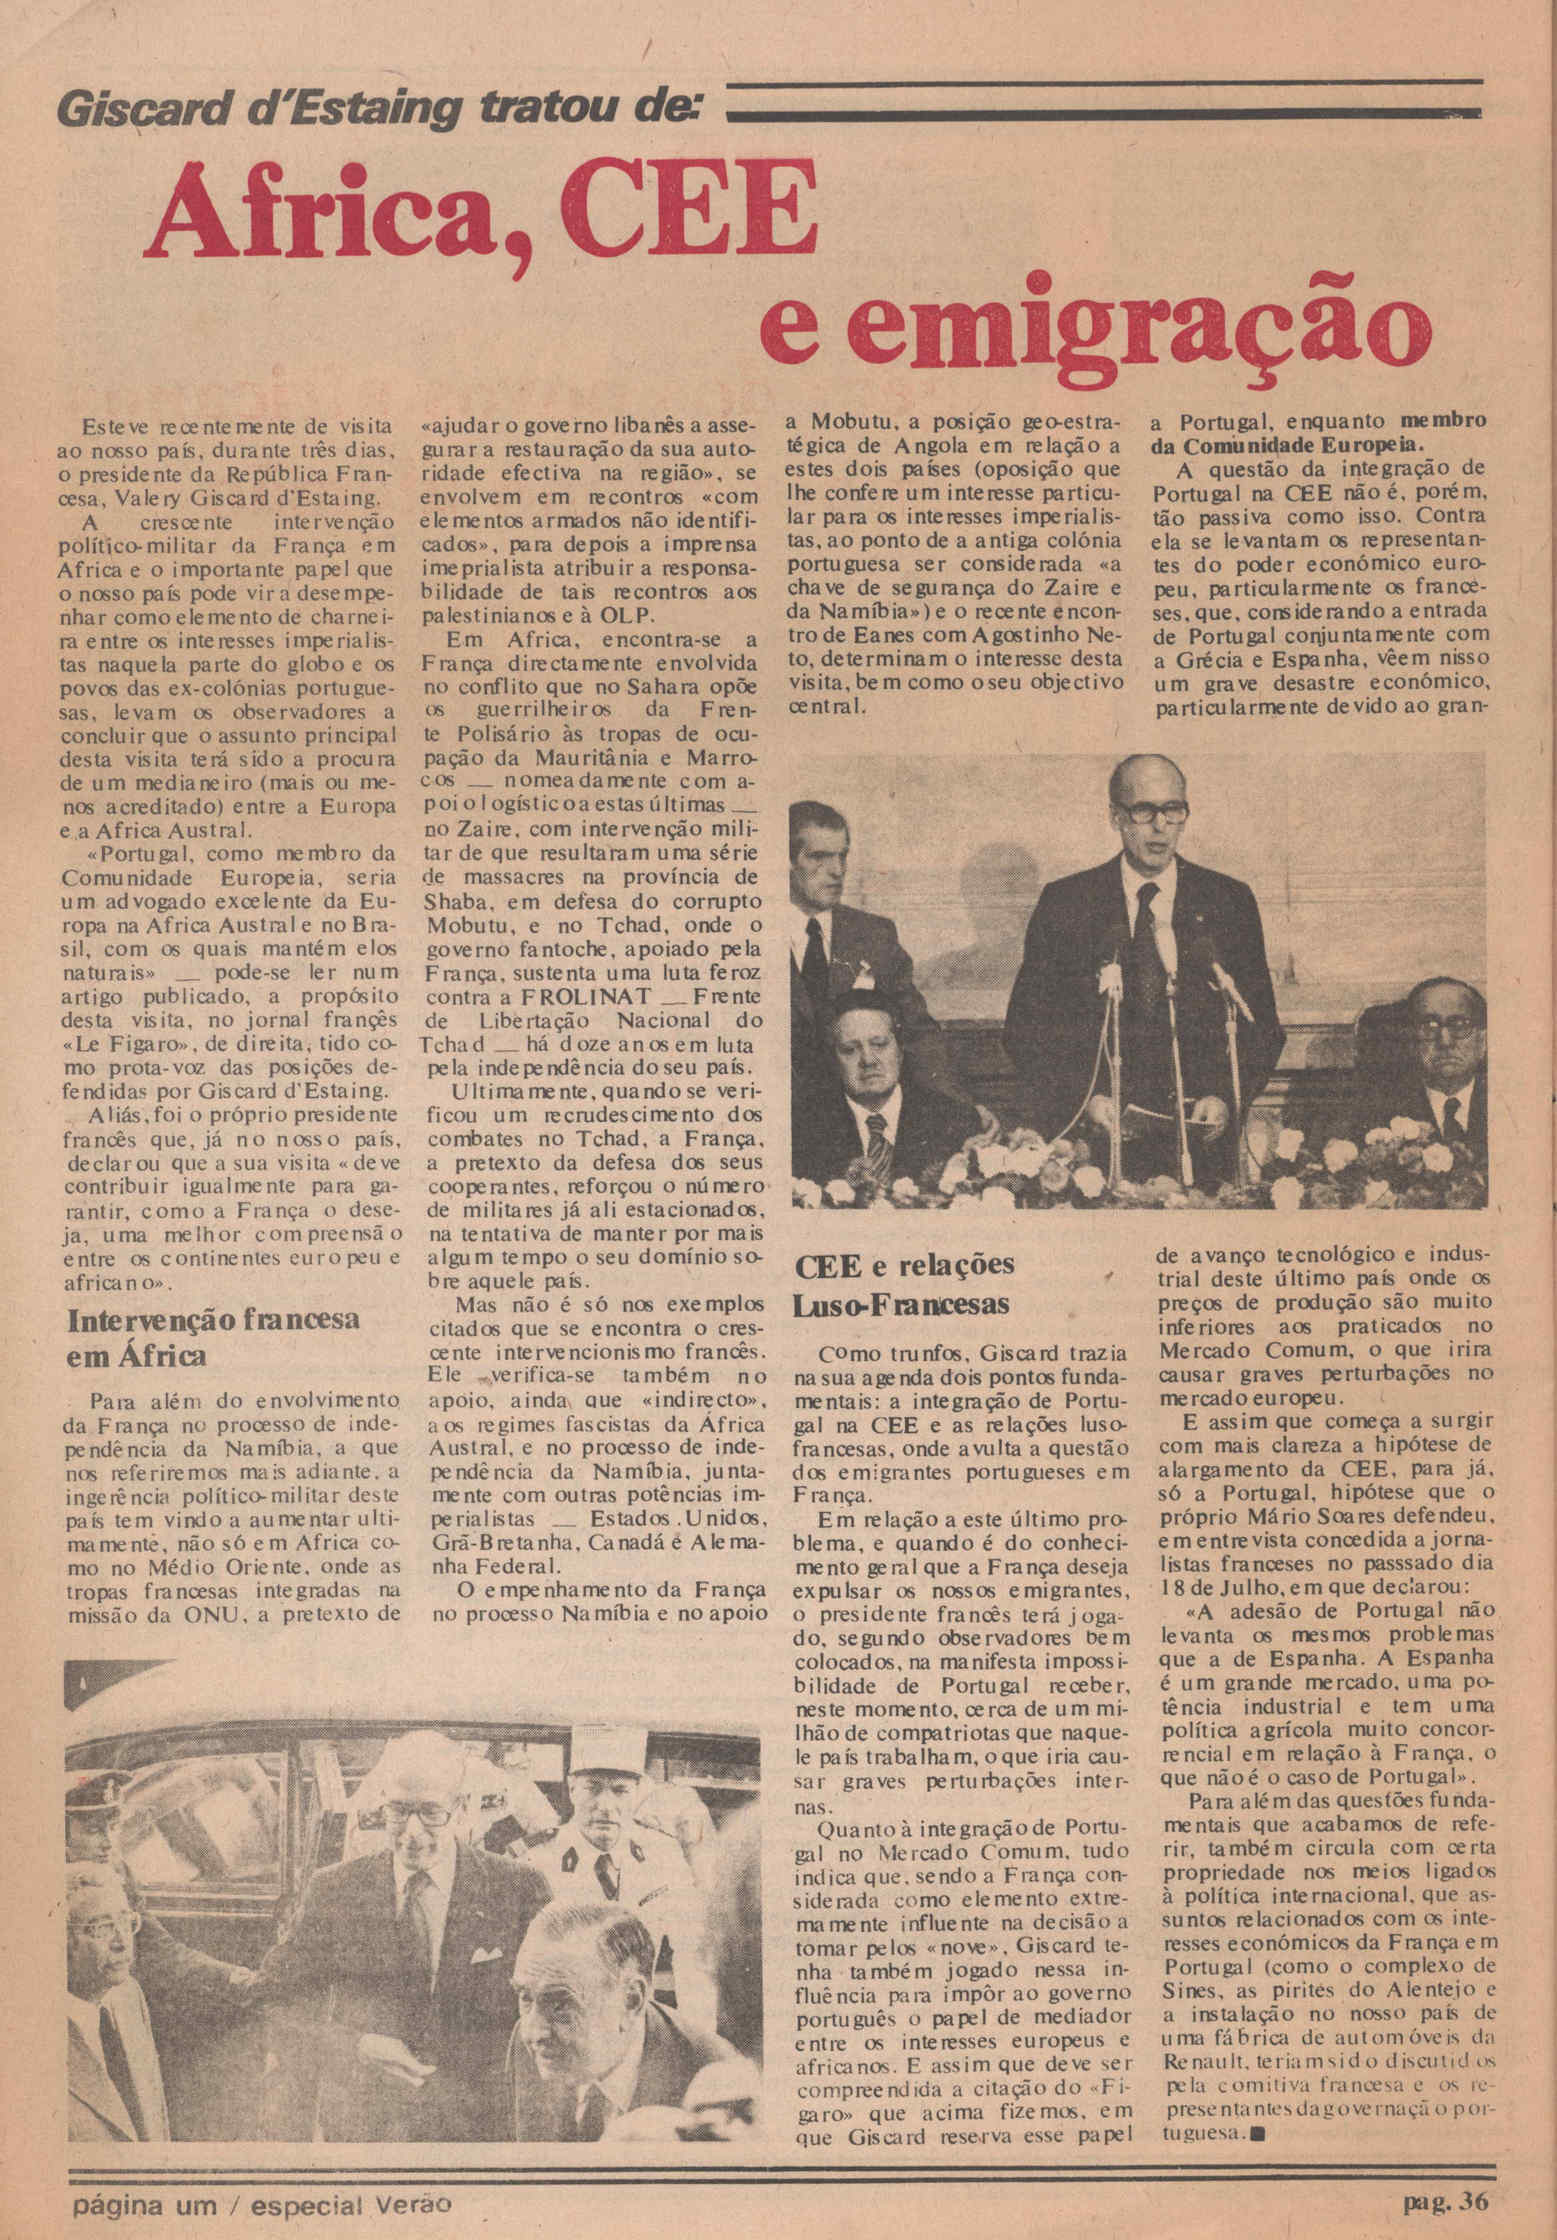 Giscard d'Estaing tratou de:
Africa, CEE
e emigração
Esteve recentemente de visita
ao nosso país, durante três dias,
o presidente da República Fran-
cesa, Valery Giscard d'Estaing.
A crescente intervenção
político-militar da França em
Africa e o importante papel que
o nosso país pode vir a desempe-
nhar como elemento de charnei-
ra entre os interesses imperialis-
tas naquela parte do globo e os
povos das ex-colónias portugue-
sas, levam os observadores a
concluir que o assunto principal
desta visita terá sido a procura
de um medianeiro (mais ou me-
nos acreditado) entre a Europa
e a Africa Austral.
«Portugal, como membro da
Comunidade Europeia, seria
um advogado excelente da Eu-
ropa na Africa Austral e no Bra-
sil, com os quais mantém elos
naturais» — pode-se ler num
artigo publicado, a propósito
desta visita, no jornal françês
«Le Figaro», de direita, tido co-
mo prota-voz das posições de-
fendidas por Giscard d'Estaing.
Aliás, foi o próprio presidente
francês que, já no nosso país,
declarou que a sua visita «deve
contribuir igualmente para ga-
rantir, como a França o dese-
ja, uma melhor compreensão
entre os continentes europeu e
africano».
Intervenção francesa
em África
Para além do envolvimento
da França no processo de inde-
pendência da Namíbia, a que
nos referiremos mais adiante, a
ingerência político-militar deste
país tem vindo a aumentar ulti-
mamente, não só em Africa co-
mo no Médio Oriente, onde as
tropas francesas integradas na
missão da ONU, a pretexto de
«ajudar o governo libanês a asse-
gurar a restauração da sua auto-
ridade efectiva na região», se
envolvem em recontros «com
elementos armados não identifi-
cados», para depois a imprensa
imeprialista atribuir a responsa-
bilidade de tais recontros aos
palestinianos e à OLP.
Em Africa, encontra-se a
França directamente envolvida
no conflito que no Sahara opõe
os guerrilheiros da Fren-
te Polisário às tropas de ocu-
pação da Mauritânia e Marro-
cos — nomeadamente com a-
poio logístico a estas últimas —
no Zaire, com intervenção mili-
tar de que resultaram uma série
de massacres na província de
Shaba, em defesa do corrupto
Mobutu, e no Tchad, onde o
governo fantoche, apoiado pela
França, sustenta uma luta feroz
contra a FROLINAT — Frente
de Libertação Nacional do
Tchad — há doze anos em luta
pela independência do seu país.
Ultimamente, quando se veri-
ficou um recrudescimento dos
combates no Tchad, a França,
a pretexto da defesa dos seus
cooperantes, reforçou o número
de militares já ali estacionados,
na tentativa de manter por mais
algum tempo o seu domínio so-
bre aquele país.
Mas não é só nos exemplos
citados que se encontra o cres-
cente intervencionismo francês.
Ele verifica-se também no
apoio, ainda que «indirecto»,
aos regimes fascistas da África
Austral, e no processo de inde-
pendência da Namíbia, junta-
mente com outras potências im-
perialistas — Estados Unidos,
Grã-Bretanha, Canadá e Alema-
nha Federal.
O empenhamento da França
no processo Namíbia e no apoio
a Mobutu, a posição geo-estra-
tégica de Angola em relação a
estes dois países (oposição que
lhe confere um interesse particu-
lar para os interesses imperialis-
tas, ao ponto de a antiga colónia
portuguesa ser considerada «a
chave de segurança do Zaire e
da Namíbia») e o recente encon-
tro de Eanes com Agostinho Ne-
to, determinam o interesse desta
visita, bem como o seu objectivo
central.
CEE e relações
Luso-Francesas
Como trunfos, Giscard trazia
na sua agenda dois pontos funda-
mentais: a integração de Portu-
gal na CEE e as relações luso-
francesas, onde avulta a questão
dos emigrantes portugueses em
França.
Em relação a este último pro-
blema, e quando é do conheci-
mento geral que a França deseja
expulsar os nossos emigrantes,
o presidente francês terá joga-
do, segundo observadores bem
colocados, na manifesta impossi-
bilidade de Portugal receber,
neste momento, cerca de um mi-
lhão de compatriotas que naque-
le país trabalham, o que iria cau-
sar graves perturbações inter-
nas.
Quanto à integração de Portu-
gal no Mercado Comum, tudo
indica que, sendo a França con-
siderada como elemento extre-
mamente influente na decisão a
tomar pelos «nove», Giscard te-
nha também jogado nessa in-
fluência para impôr ao governo
português o papel de mediador
entre os interesses europeus e
africanos. E assim que deve ser
compreendida a citação do «Fi-
garo» que acima fizemos, em
que Giscard reserva esse papel
a Portugal, enquanto membro
da Comunidade Europeia.
A questão da integração de
Portugal na CEE não é, porém,
tão passiva como isso. Contra
ela se levantam os representan-
tes do poder económico euro-
peu, particularmente os france-
ses, que, considerando a entrada
de Portugal conjuntamente com
a Grécia e Espanha, vêem nisso
um grave desastre económico,
particularmente devido ao gran-
de avanço tecnológico e indus-
trial deste último país onde os
preços de produção são muito
inferiores aos praticados no
Mercado Comum, o que irira
causar graves perturbações no
mercado europeu.
E assim que começa a surgir
com mais clareza a hipótese de
alargamento da CEE, para já,
só a Portugal, hipótese que o
próprio Mário Soares defendeu,
em entrevista concedida a jorna-
listas franceses no passsado dia
18 de Julho, em que declarou:
«A adesão de Portugal não
levanta os mesmos problemas
que a de Espanha. A Espanha
é um grande mercado, uma po-
tência industrial e tem uma
política agrícola muito concor-
rencial em relação à França, o
que não é o caso de Portugal».
Para além das questões funda-
mentais que acabamos de refe-
rir, também circula com certa
propriedade nos meios ligados
à política internacional, que as-
suntos relacionados com os inte-
resses económicos da França em
Portugal (como o complexo de
Sines, as pirites do Alentejo e
a instalação no nosso país de
uma fábrica de automóveis da
Renault, teriam sido discutidos
pela comitiva francesa e os re-
presentantes da governação por-
tuguesa.■
página um / especial Verão
pag. 36